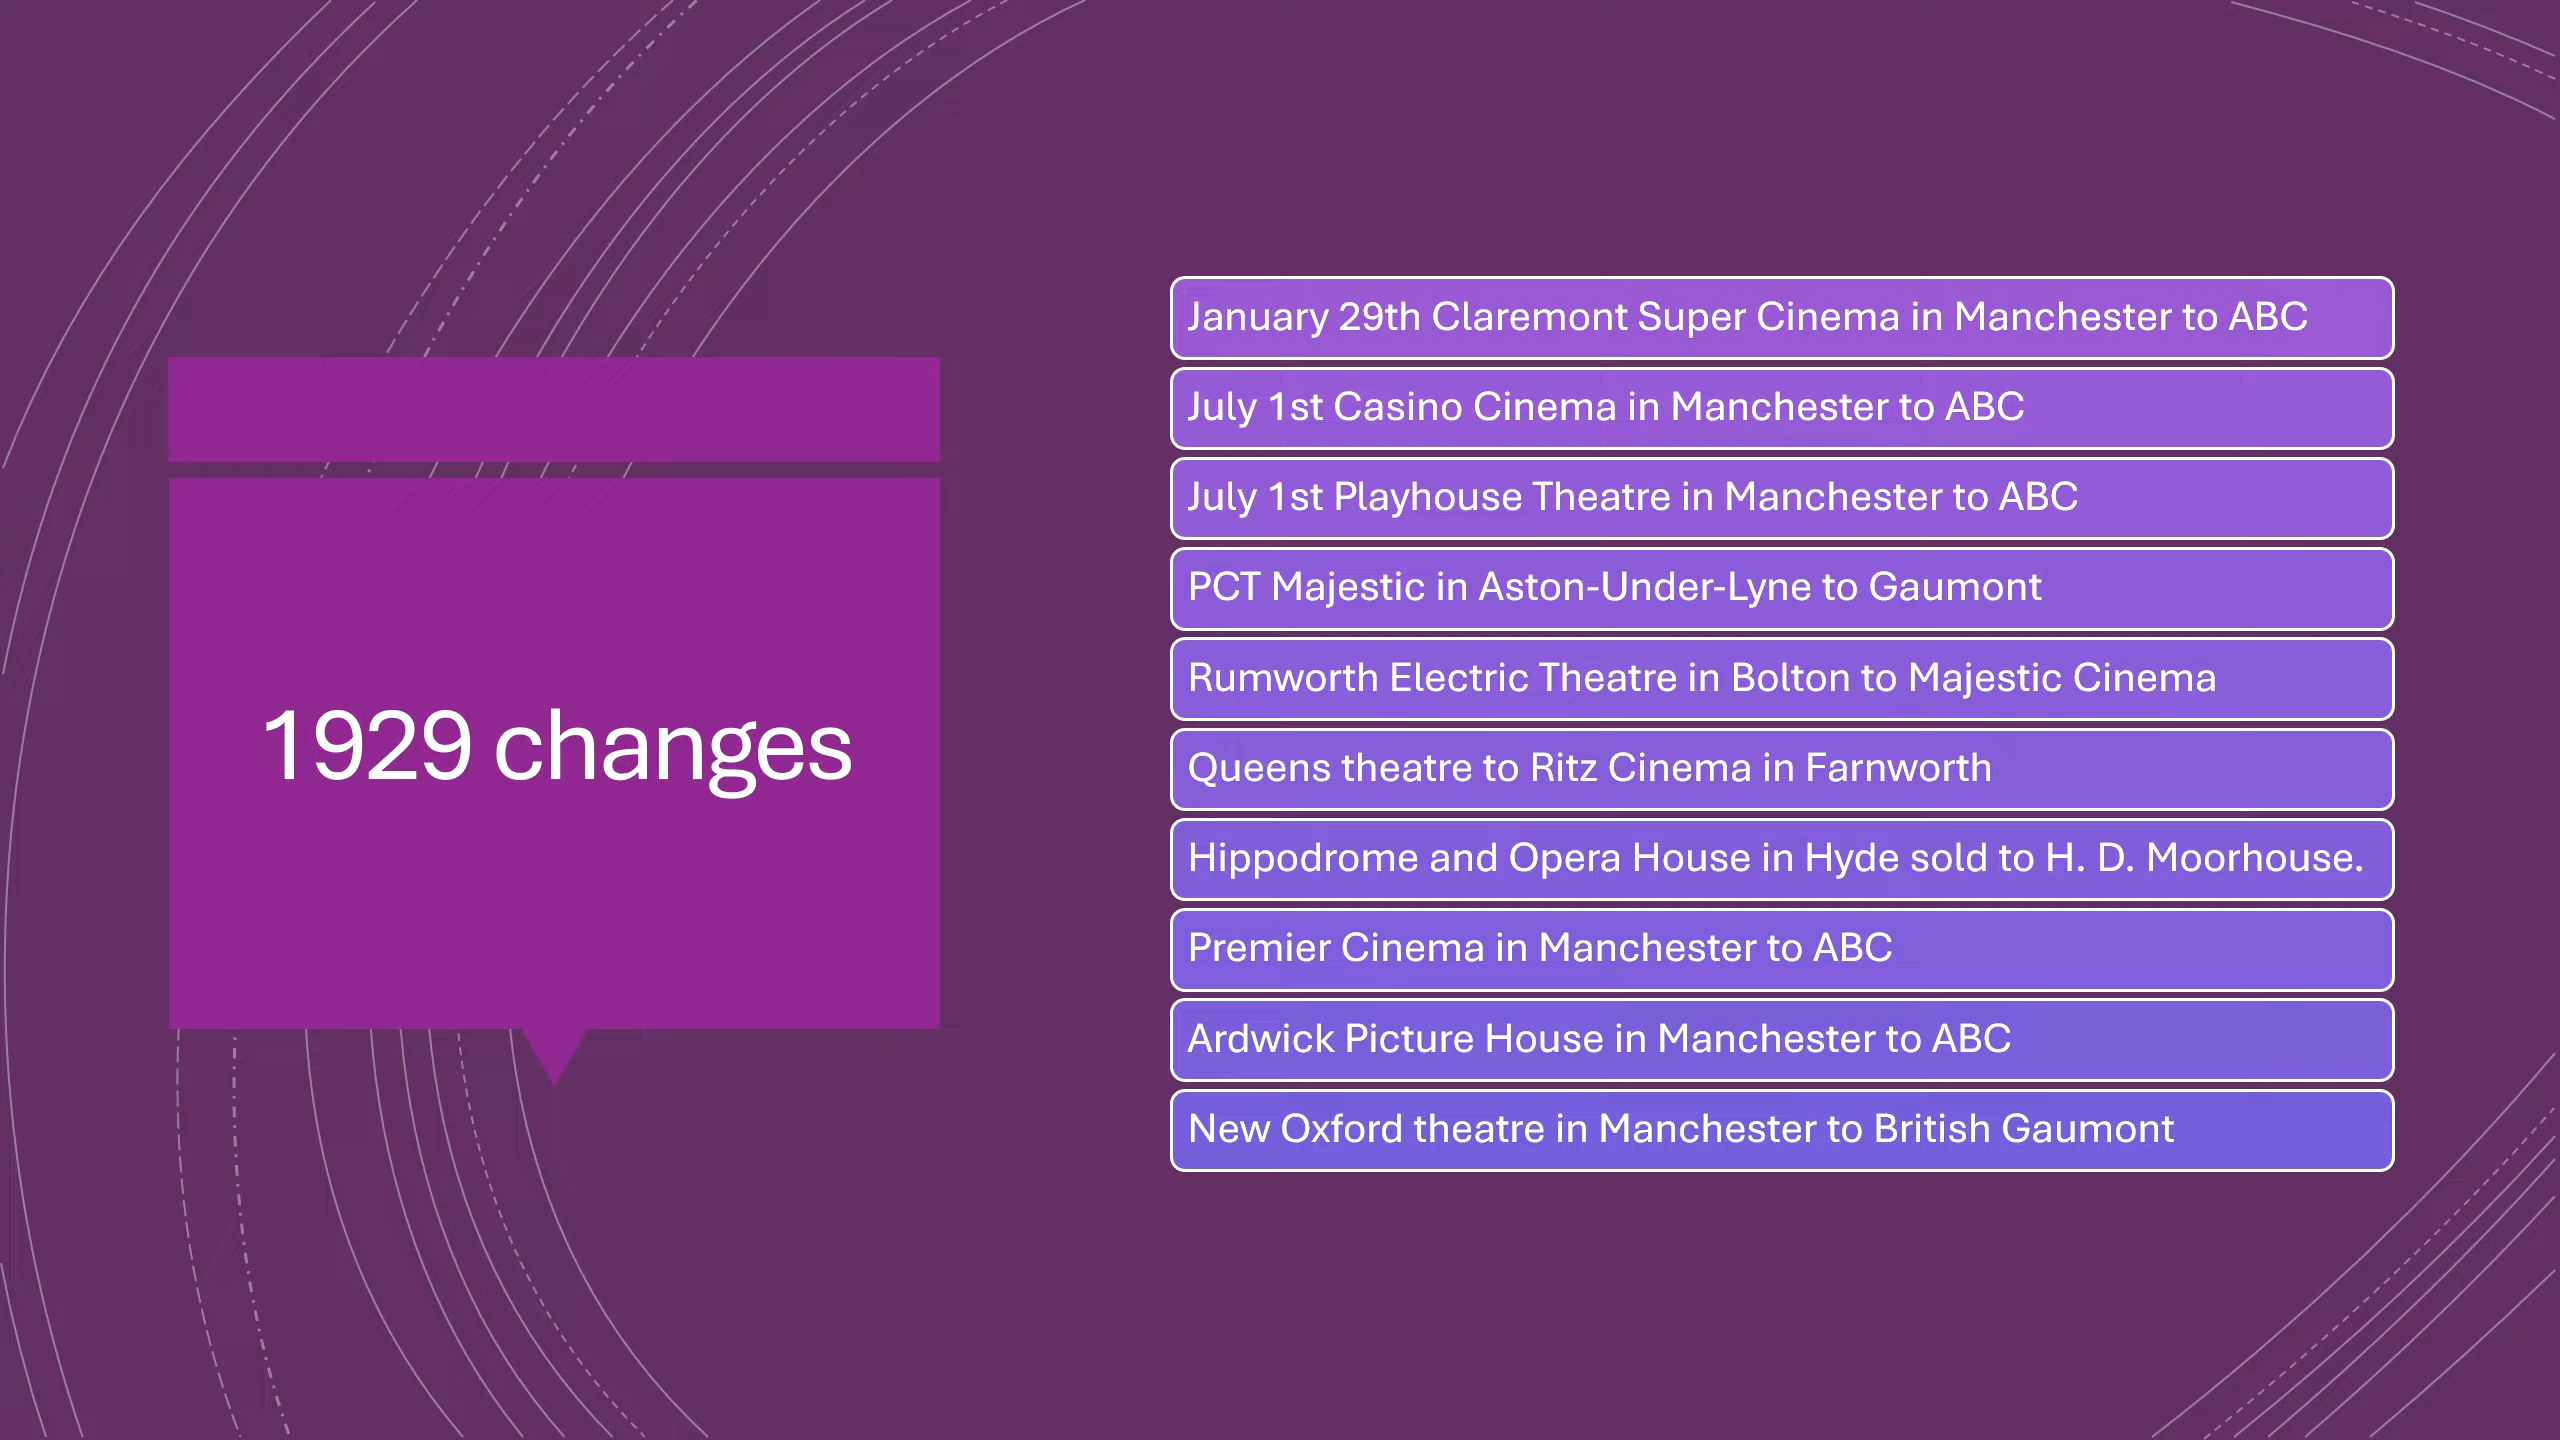 1929 changes
January 29th Claremont Super Cinema in Manchester to ABC
July 1st Casino Cinema in Manchester to ABC
July 1st Playhouse Theatre in Manchester to ABC
PCT Majestic in Aston-Under-Lyne to Gaumont
Rumworth Electric Theatre in Bolton to Majestic Cinema
Queens theatre to Ritz Cinema in Farnworth
Hippodrome and Opera House in Hyde sold to H. D. Moorhouse.
Premier Cinema in Manchester to ABC
Ardwick Picture House in Manchester to ABC
New Oxford theatre in Manchester to British Gaumont